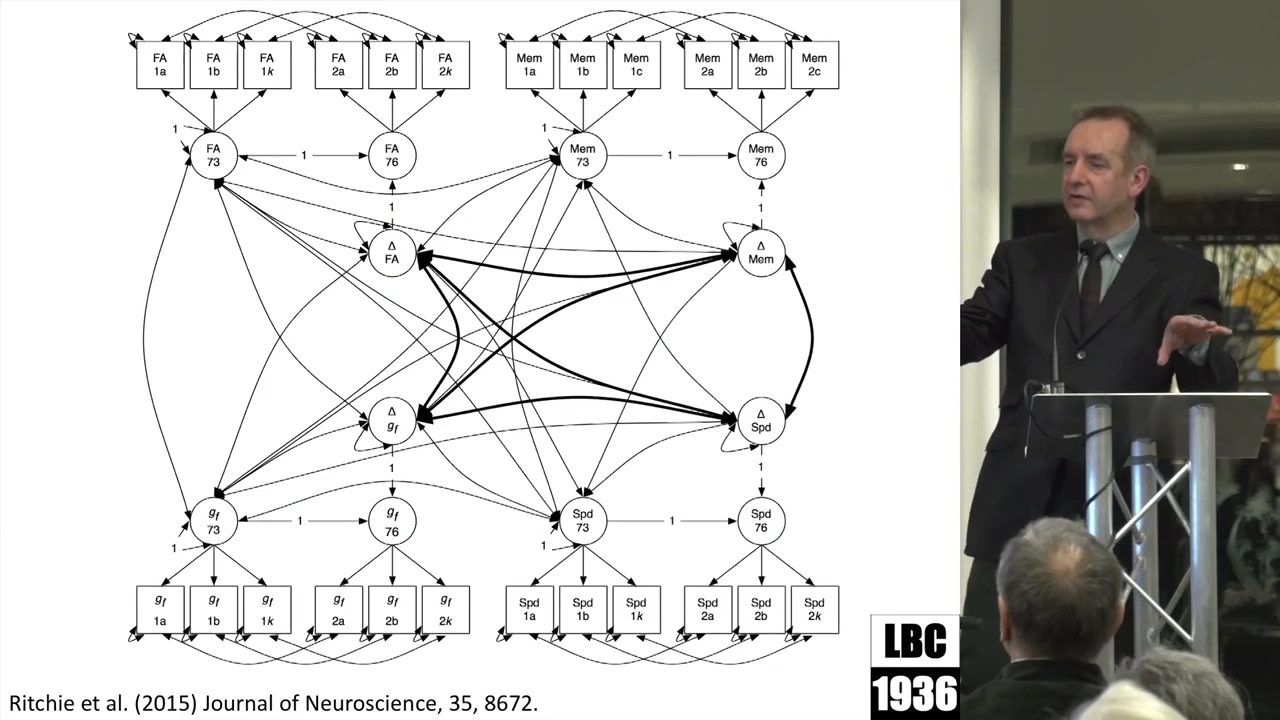 FA 1a FA 1b FA 1k FA 2a FA 2b FA 2k Mem 1a Mem 1b Mem 1c Mem 2a Mem 2b Mem 2c
1 FA 73 1 FA 76 1 Mem 73 1 Mem 76
1 1
Δ FA Δ Mem
Δ gf Δ Spd
1 1
gf 73 1 gf 76 Spd 73 1 Spd 76
1 1
gf 1a gf 1b gf 1k gf 2a gf 2b gf 2k Spd 1a Spd 1b Spd 1k Spd 2a Spd 2b Spd 2k
LBC
1936
Ritchie et al. (2015) Journal of Neuroscience, 35, 8672.